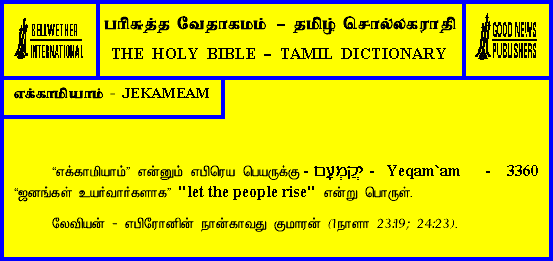 BELLWETHER
INTERNATIONAL
பரிசுத்த வேதாகமம் – தமிழ் சொல்லகராதி
THE HOLY BIBLE – TAMIL DICTIONARY
GOOD NEWS
PUBLISHERS
எக்காமியாம் - JEKAMEAM
“எக்காமியாம்” என்னும் எபிரெய பெயருக்கு - יְקַמְעָם - Yeqam`am - 3360
“ஜனங்கள் உயர்வார்களாக” "let the people rise" என்று பொருள்.
லேவியன் - எபிரோனின் நான்காவது குமாரன் (1நாளா 23:19; 24:23).